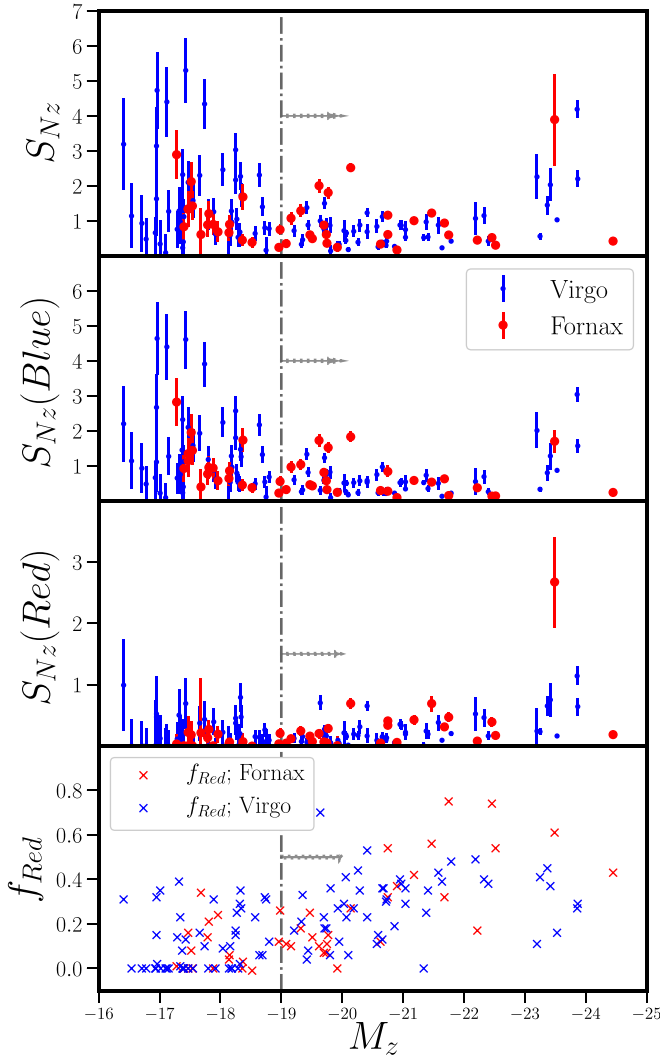 7
6
5
4
3
2
1
S_{Nz}
6
5
4
3
2
1
S_{Nz}(Blue)
Virgo
Fornax
3
2
1
S_{Nz}(Red)
f_{Red}; Fornax
f_{Red}; Virgo
0.8
0.6
0.4
0.2
0.0
f_{Red}
−16 −17 −18 −19 −20 −21 −22 −23 −24 −25
M_z